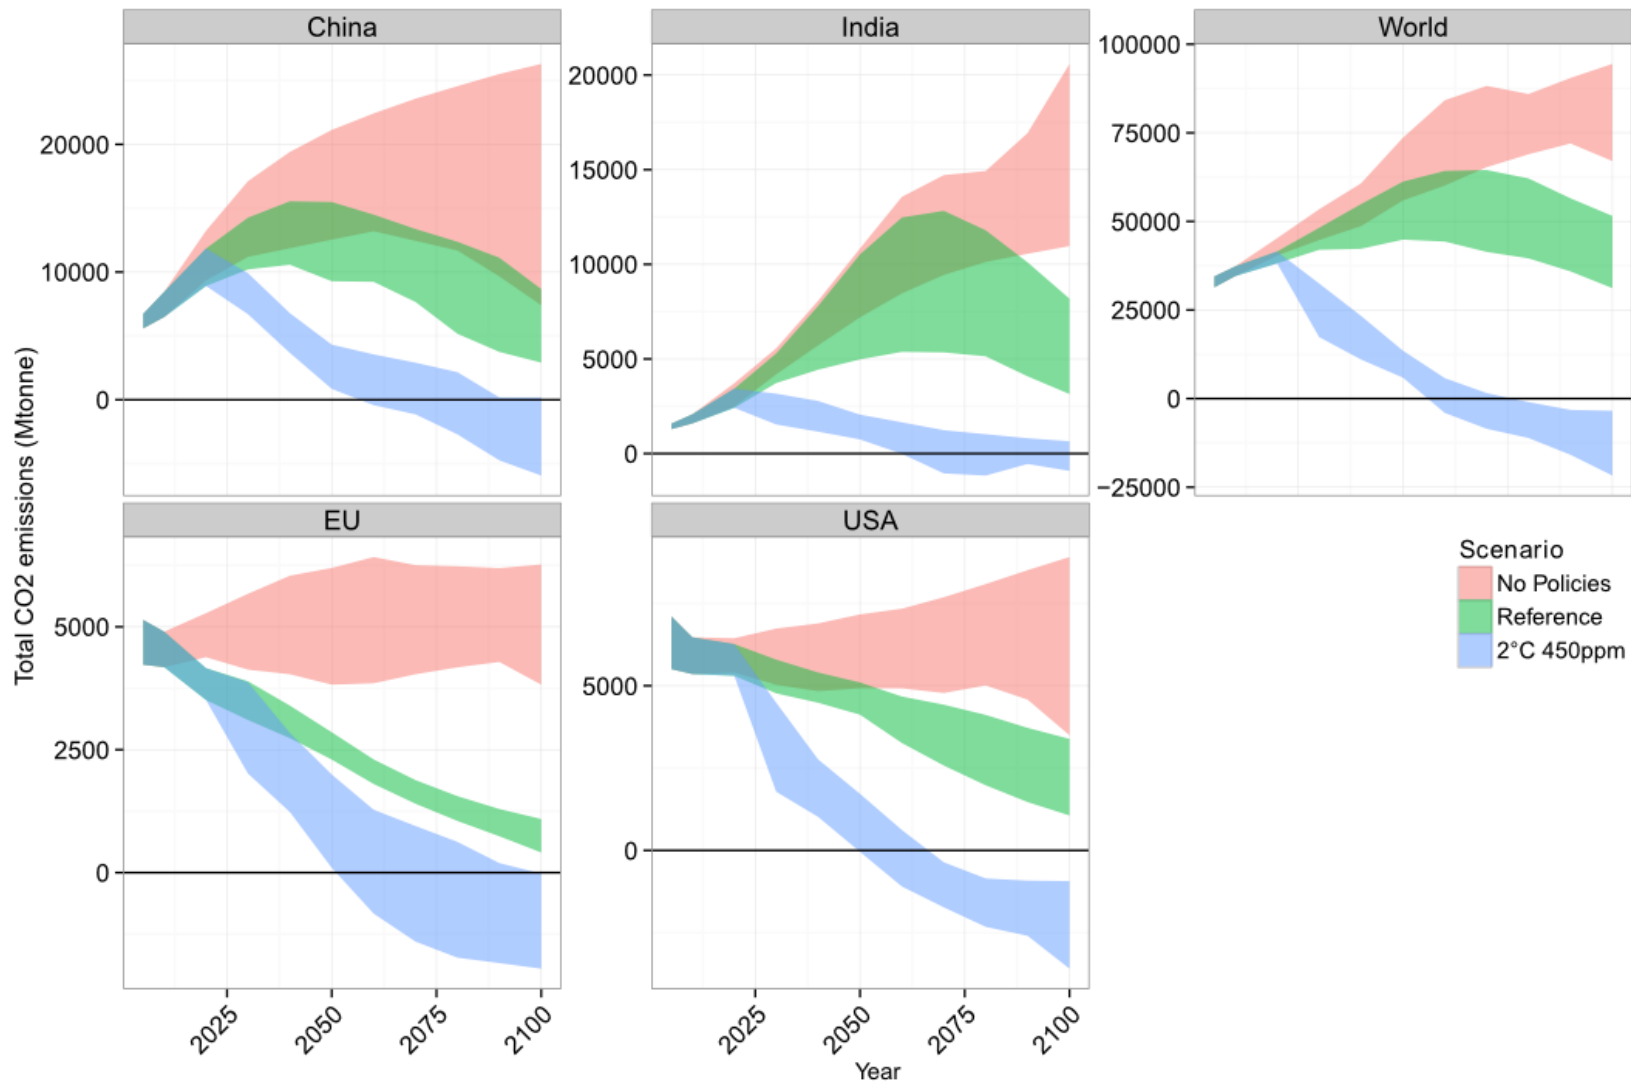 China
India
World
Total CO2 emissions (Mtonne)
20000
10000
0
20000
15000
10000
5000
0
100000
75000
50000
25000
0
−25000
EU
USA
5000
2500
0
5000
0
2025
2050
2075
2100
2025
2050
2075
2100
Year
Scenario
No Policies
Reference
2°C 450ppm